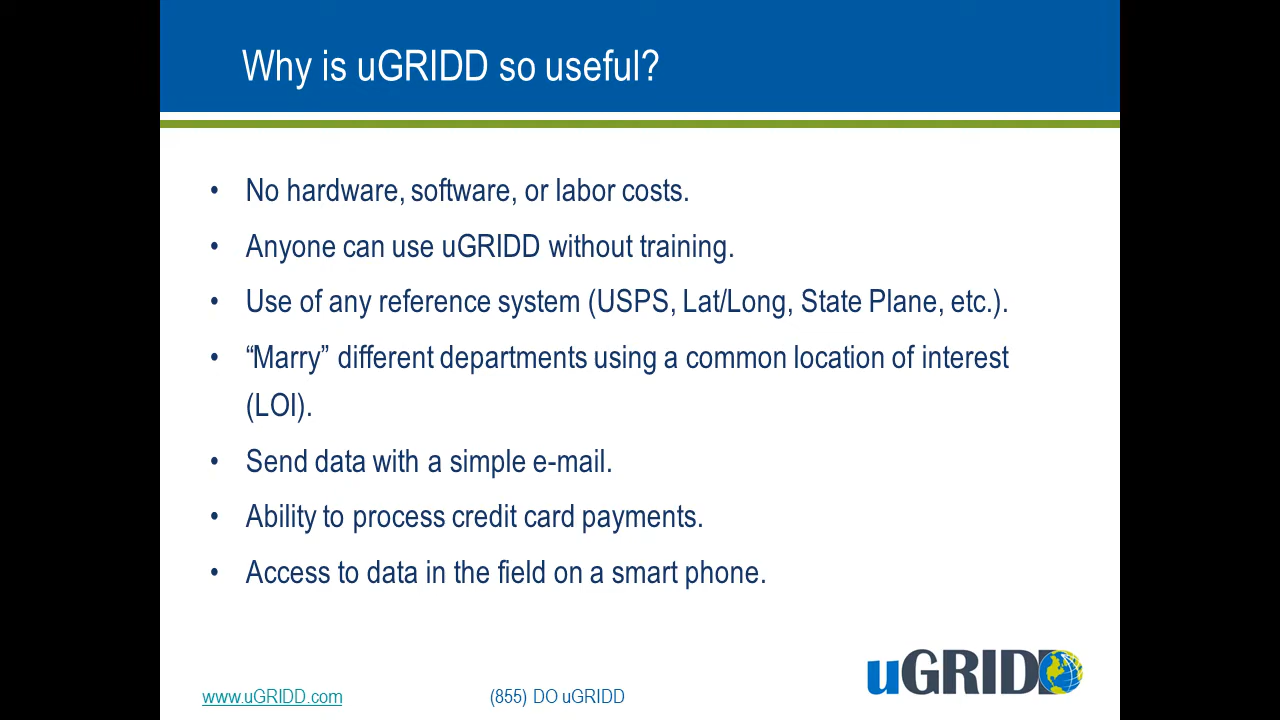 Why is uGRIDD so useful?
• No hardware, software, or labor costs.
• Anyone can use uGRIDD without training.
• Use of any reference system (USPS, Lat/Long, State Plane, etc.).
• “Marry” different departments using a common location of interest
(LOI).
• Send data with a simple e-mail.
• Ability to process credit card payments.
• Access to data in the field on a smart phone.
uGRIDD
www.uGRIDD.com (855) DO uGRIDD